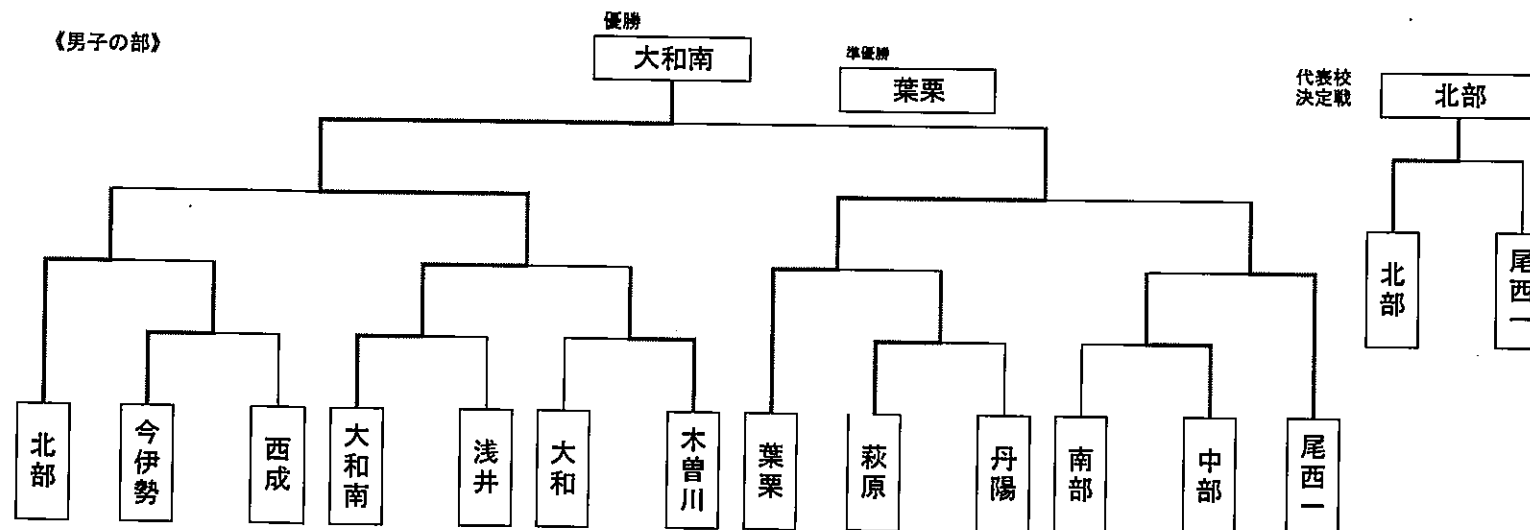 《男子の部》
優勝
大和南
準優勝
葉栗
代表校
決定戦
北部
北部
尾西一
北部
今伊勢
西成
大和南
浅井
大和
木曽川
葉栗
萩原
丹陽
南部
中部
尾西一